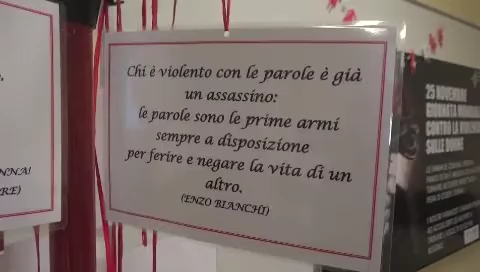 Chi è violento con le parole è già
un assassino:
le parole sono le prime armi
sempre a disposizione
per ferire e negare la vita di un
altro.
(ENZO BIANCHI)
NNA!
RE)
25 NOVEMBRE
GIORNATA
CONTRO LA VIOLENZA
SULLE DONNE